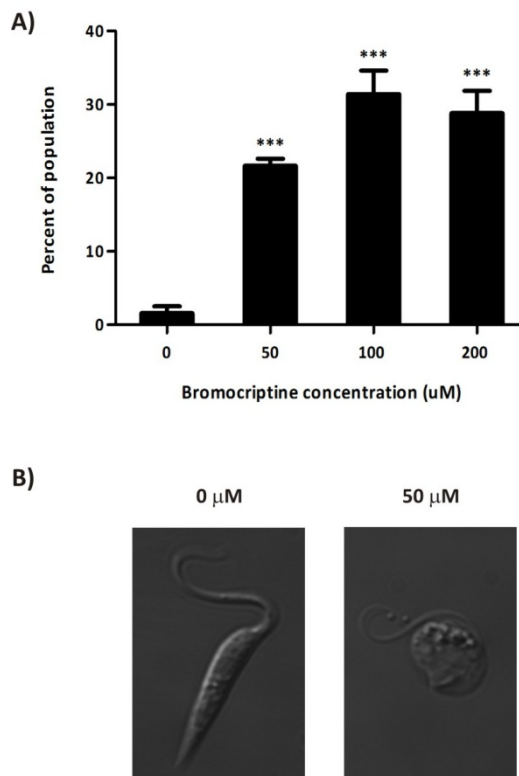 A)
Percent of population
40
30
20
10
0
***
***
***
0 50 100 200
Bromocriptine concentration (uM)
B)
0 μM 50 μM